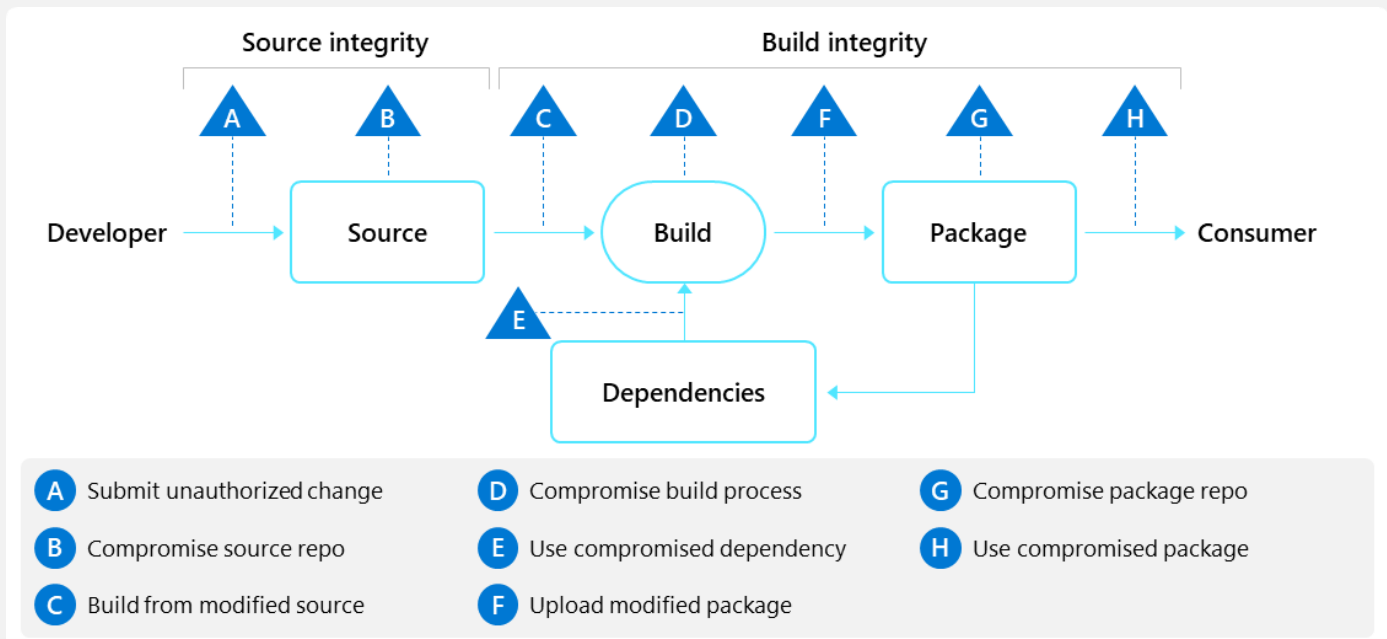 Source integrity
Build integrity
A
B
C
D
F
G
H
Developer
Source
Build
Package
Consumer
E
Dependencies
A Submit unauthorized change
D Compromise build process
G Compromise package repo
B Compromise source repo
E Use compromised dependency
H Use compromised package
C Build from modified source
F Upload modified package